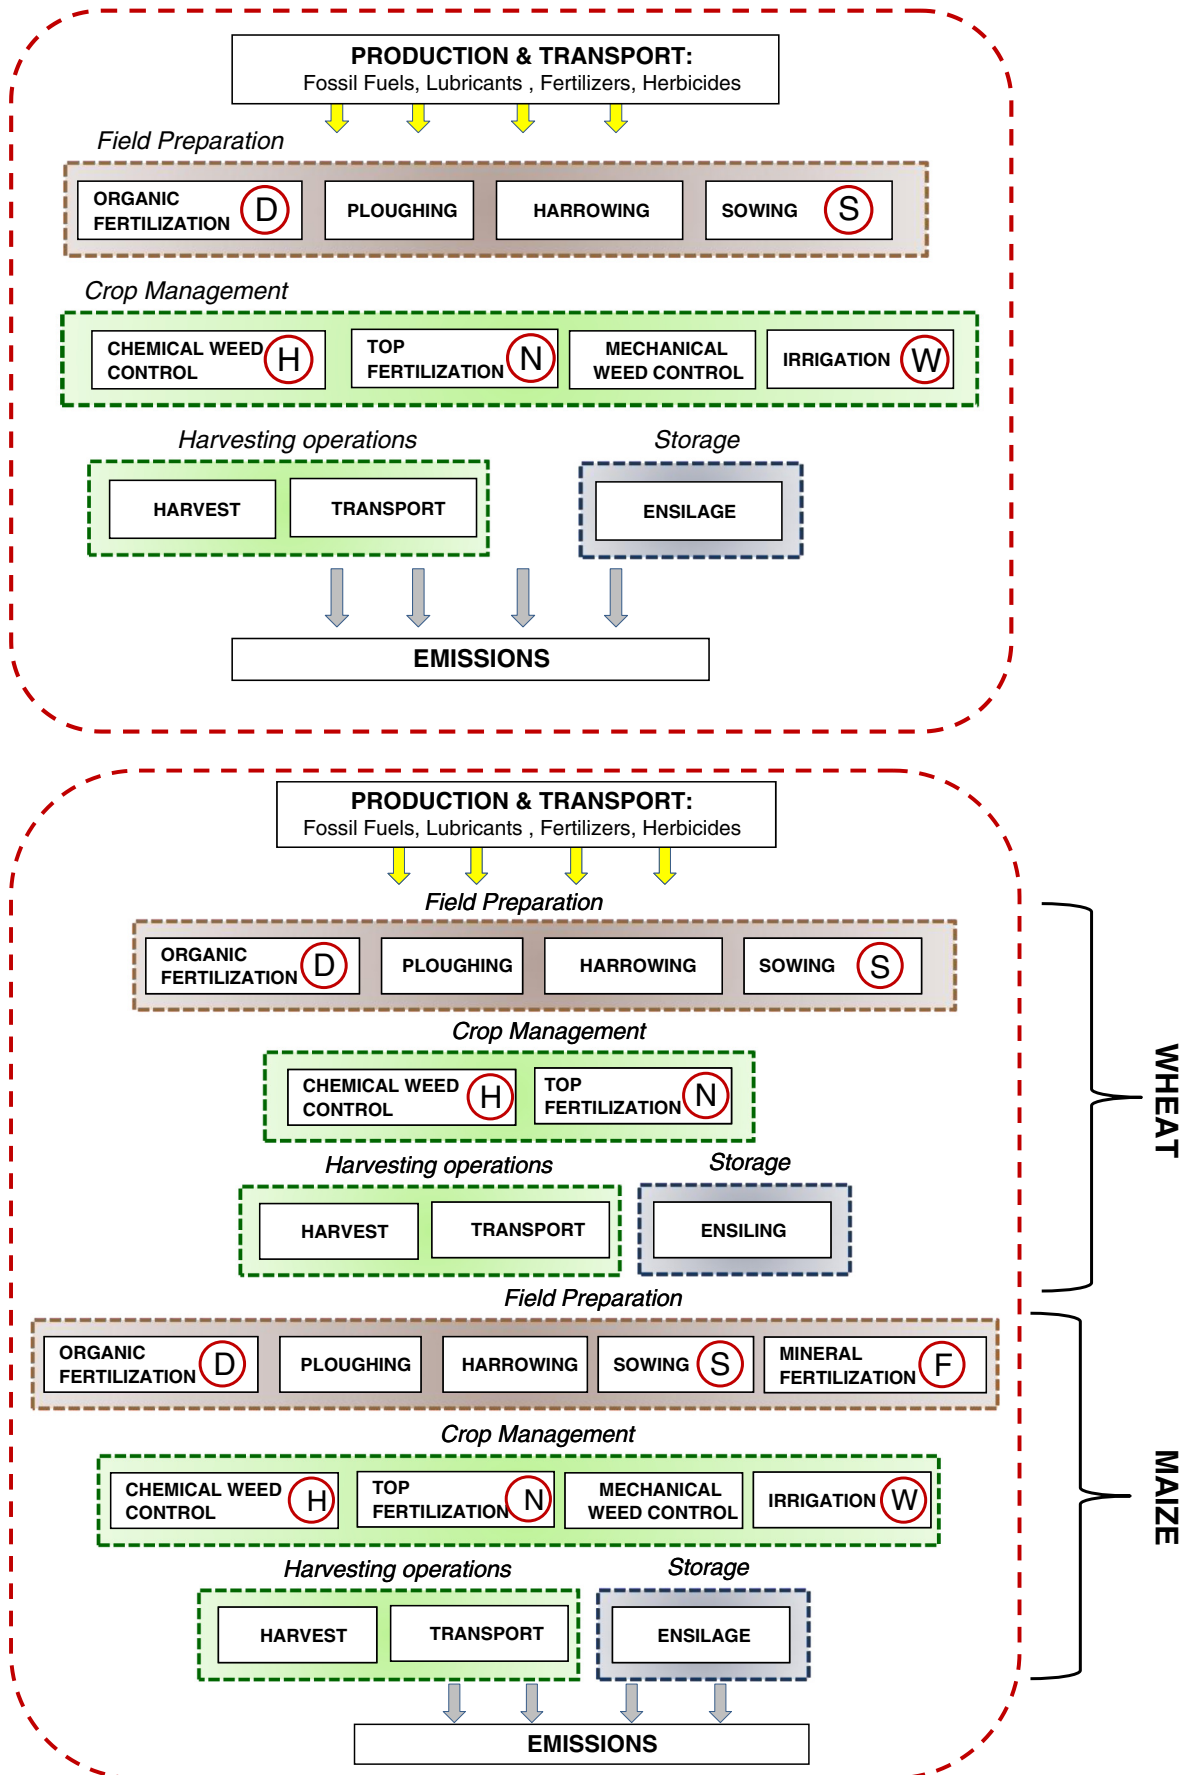 PRODUCTION & TRANSPORT:
Fossil Fuels, Lubricants , Fertilizers, Herbicides
Field Preparation
ORGANIC
FERTILIZATION
D
PLOUGHING
HARROWING
SOWING
S
Crop Management
CHEMICAL WEED
CONTROL
H
TOP
FERTILIZATION
N
MECHANICAL
WEED CONTROL
IRRIGATION
W
Harvesting operations
Storage
HARVEST
TRANSPORT
ENSILAGE
EMISSIONS
PRODUCTION & TRANSPORT:
Fossil Fuels, Lubricants , Fertilizers, Herbicides
Field Preparation
ORGANIC
FERTILIZATION
D
PLOUGHING
HARROWING
SOWING
S
Crop Management
CHEMICAL WEED
CONTROL
H
TOP
FERTILIZATION
N
Harvesting operations
Storage
HARVEST
TRANSPORT
ENSILING
WHEAT
Field Preparation
ORGANIC
FERTILIZATION
D
PLOUGHING
HARROWING
SOWING
S
MINERAL
FERTILIZATION
F
Crop Management
CHEMICAL WEED
CONTROL
H
TOP
FERTILIZATION
N
MECHANICAL
WEED CONTROL
IRRIGATION
W
Harvesting operations
Storage
HARVEST
TRANSPORT
ENSILAGE
MAIZE
EMISSIONS